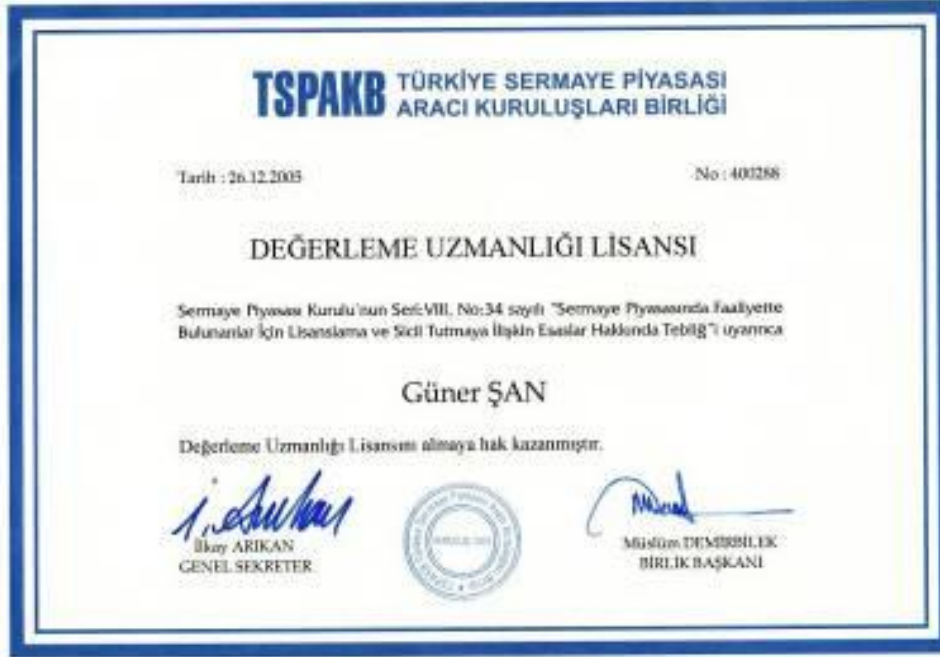 TSPAKB TÜRKİYE SERMAYE PİYASASI
ARACI KURULUŞLARI BİRLİĞİ
Tarih : 26.12.2005
No : 400288
DEĞERLEME UZMANLIĞI LİSANSI
Sermaye Piyasası Kurulu'nun Seri:VIII, No:34 sayılı "Sermaye Piyasasında Faaliyette
Bulunanlar İçin Lisanslama ve Sicil Tutmaya İlişkin Esaslar Hakkında Tebliğ"i uyarınca
Güner ŞAN
Değerleme Uzmanlığı Lisansını almaya hak kazanmıştır.
İlkay ARIKAN
GENEL SEKRETER
Müslüm DEMİRBİLEK
BİRLİK BAŞKANI